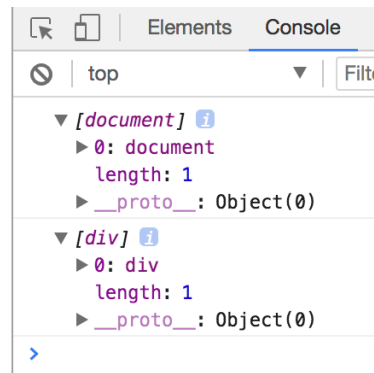 Elements Console
top ▼ Filte
▼ [document] i
▶ 0: document
length: 1
▶ __proto__: Object(0)
▼ [div] i
▶ 0: div
length: 1
▶ __proto__: Object(0)
>